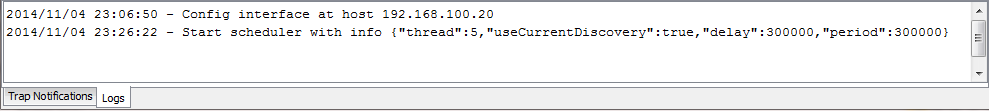 2014/11/04 23:06:50 - Config interface at host 192.168.100.20
2014/11/04 23:26:22 - Start scheduler with info {"thread":5,"useCurrentDiscovery":true,"delay":300000,"period":300000}
Trap Notifications Logs